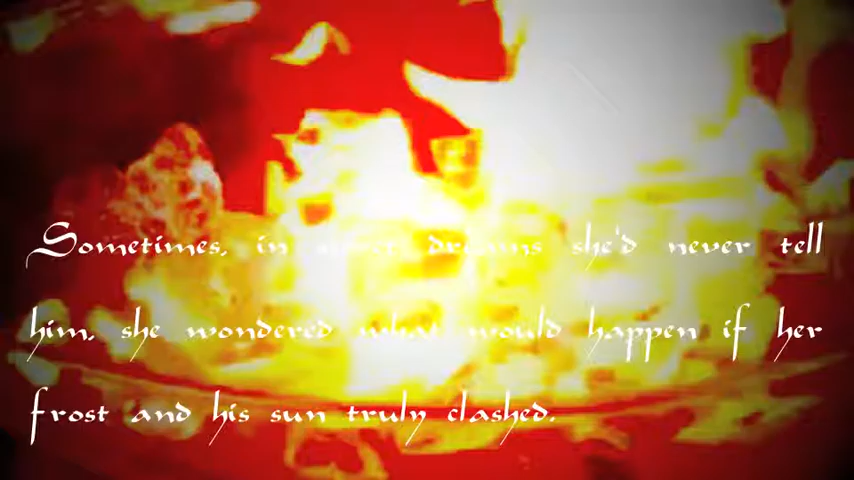 Sometimes, in dreams she'd never tell
him, she wondered what would happen if her
frost and his sun truly clashed.